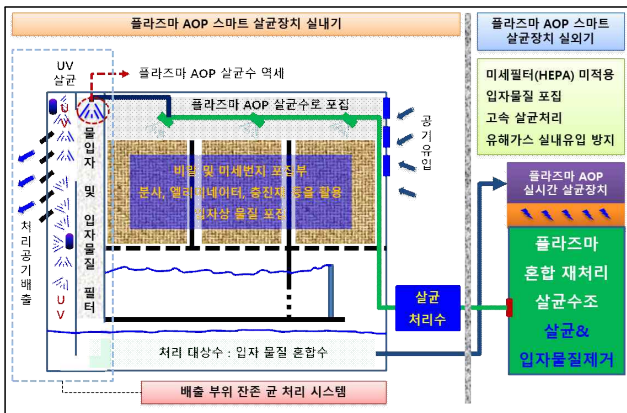 플라즈마 AOP 스마트 살균장치 실내기
플라즈마 AOP 스마트
살균장치 실외기
UV
살균
플라즈마 AOP 살균수 역세
미세필터(HEPA) 미적용
입자물질 포집
고속 살균처리
유해가스 실내유입 방지
플라즈마 AOP 살균수로 포집
공기유입
UV
물입자 및 입자물질 필터
비말 및 미세먼지 포집부
분사, 엘리미네이터, 충진재 등을 활용
입자상 물질 포집
처리공기배출
UV
플라즈마 AOP
실시간 살균장치
플라즈마
혼합 재처리
살균수조
살균&
입자물질제거
살균
처리수
처리 대상수 : 입자 물질 혼합수
배출 부위 잔존 균 처리 시스템